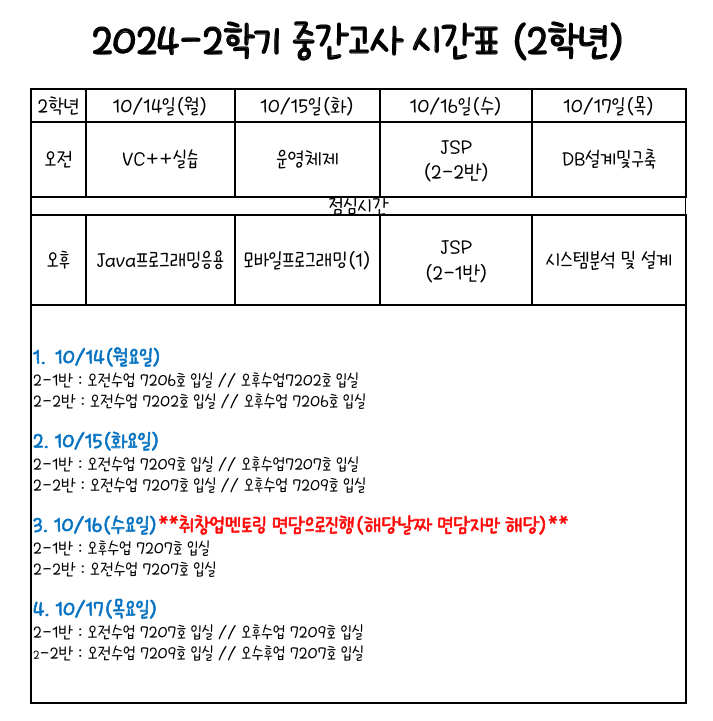 2024-2학기 중간고사 시간표 (2학년)
2학년 10/14일(월) 10/15일(화) 10/16일(수) 10/17일(목)
오전 VC++실습 운영체제 JSP (2-2반) DB설계및구축
점심시간
오후 Java프로그래밍응용 모바일프로그래밍(1) JSP (2-1반) 시스템분석 및 설계
1. 10/14(월요일)
2-1반 : 오전수업 7206호 입실 // 오후수업7202호 입실
2-2반 : 오전수업 7202호 입실 // 오후수업 7206호 입실
2. 10/15(화요일)
2-1반 : 오전수업 7209호 입실 // 오후수업7207호 입실
2-2반 : 오전수업 7207호 입실 // 오후수업 7209호 입실
3. 10/16(수요일)**취창업멘토링 면담으로진행(해당날짜 면담자만 해당)**
2-1반 : 오후수업 7207호 입실
2-2반 : 오전수업 7207호 입실
4. 10/17(목요일)
2-1반 : 오전수업 7207호 입실 // 오후수업 7209호 입실
2-2반 : 오전수업 7209호 입실 // 오수후업 7207호 입실